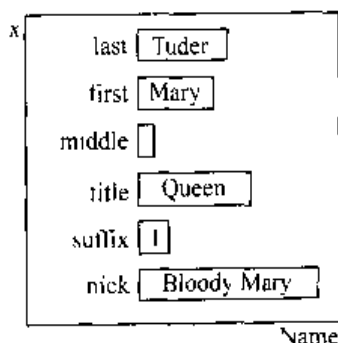 x
last Tuder
first Mary
middle
title Queen
suffix I
nick Bloody Mary
Name